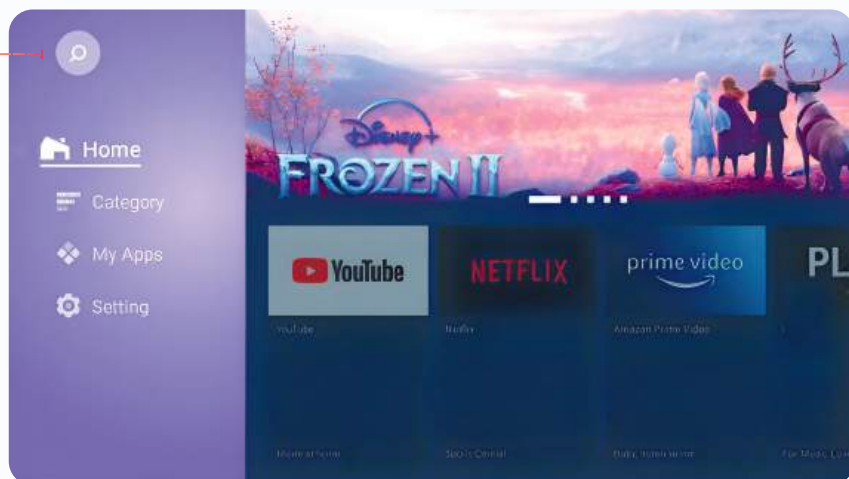 Home
Category
My Apps
Setting
Disney+
FROZEN II
YouTube
NETFLIX
prime video
PL
YouTube
Netflix
Amazon Prime Video